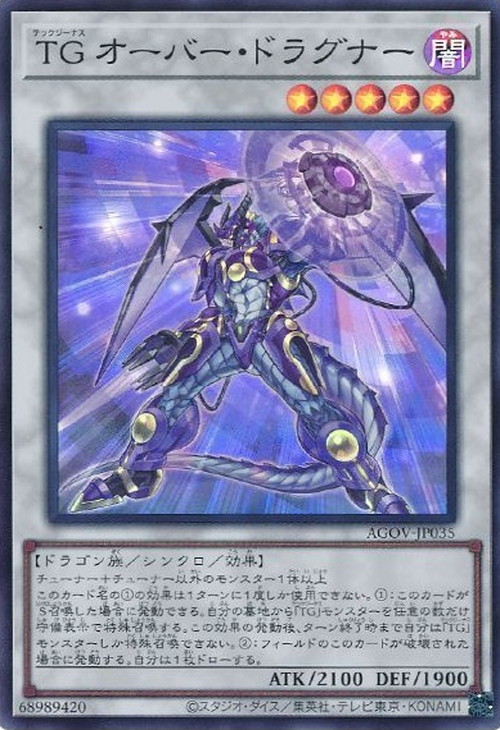 テックジーナス
TG オーバー・ドラグナー
やみ
闇
AGOV-JP035
【ドラゴン族／シンクロ／効果】
チューナー＋チューナー以外のモンスター1体以上
このカード名の①の効果は1ターンに1度しか使用できない。①：このカードが
S召喚した場合に発動できる。自分の墓地から「TG」モンスターを任意の数だけ
守備表示で特殊召喚する。この効果の発動後、ターン終了時まで自分は「TG」
モンスターしか特殊召喚できない。②：フィールドのこのカードが破壊された
場合に発動する。自分は1枚ドローする。
ATK/2100 DEF/1900
68989420
©スタジオ・ダイス／集英社・テレビ東京・KONAMI